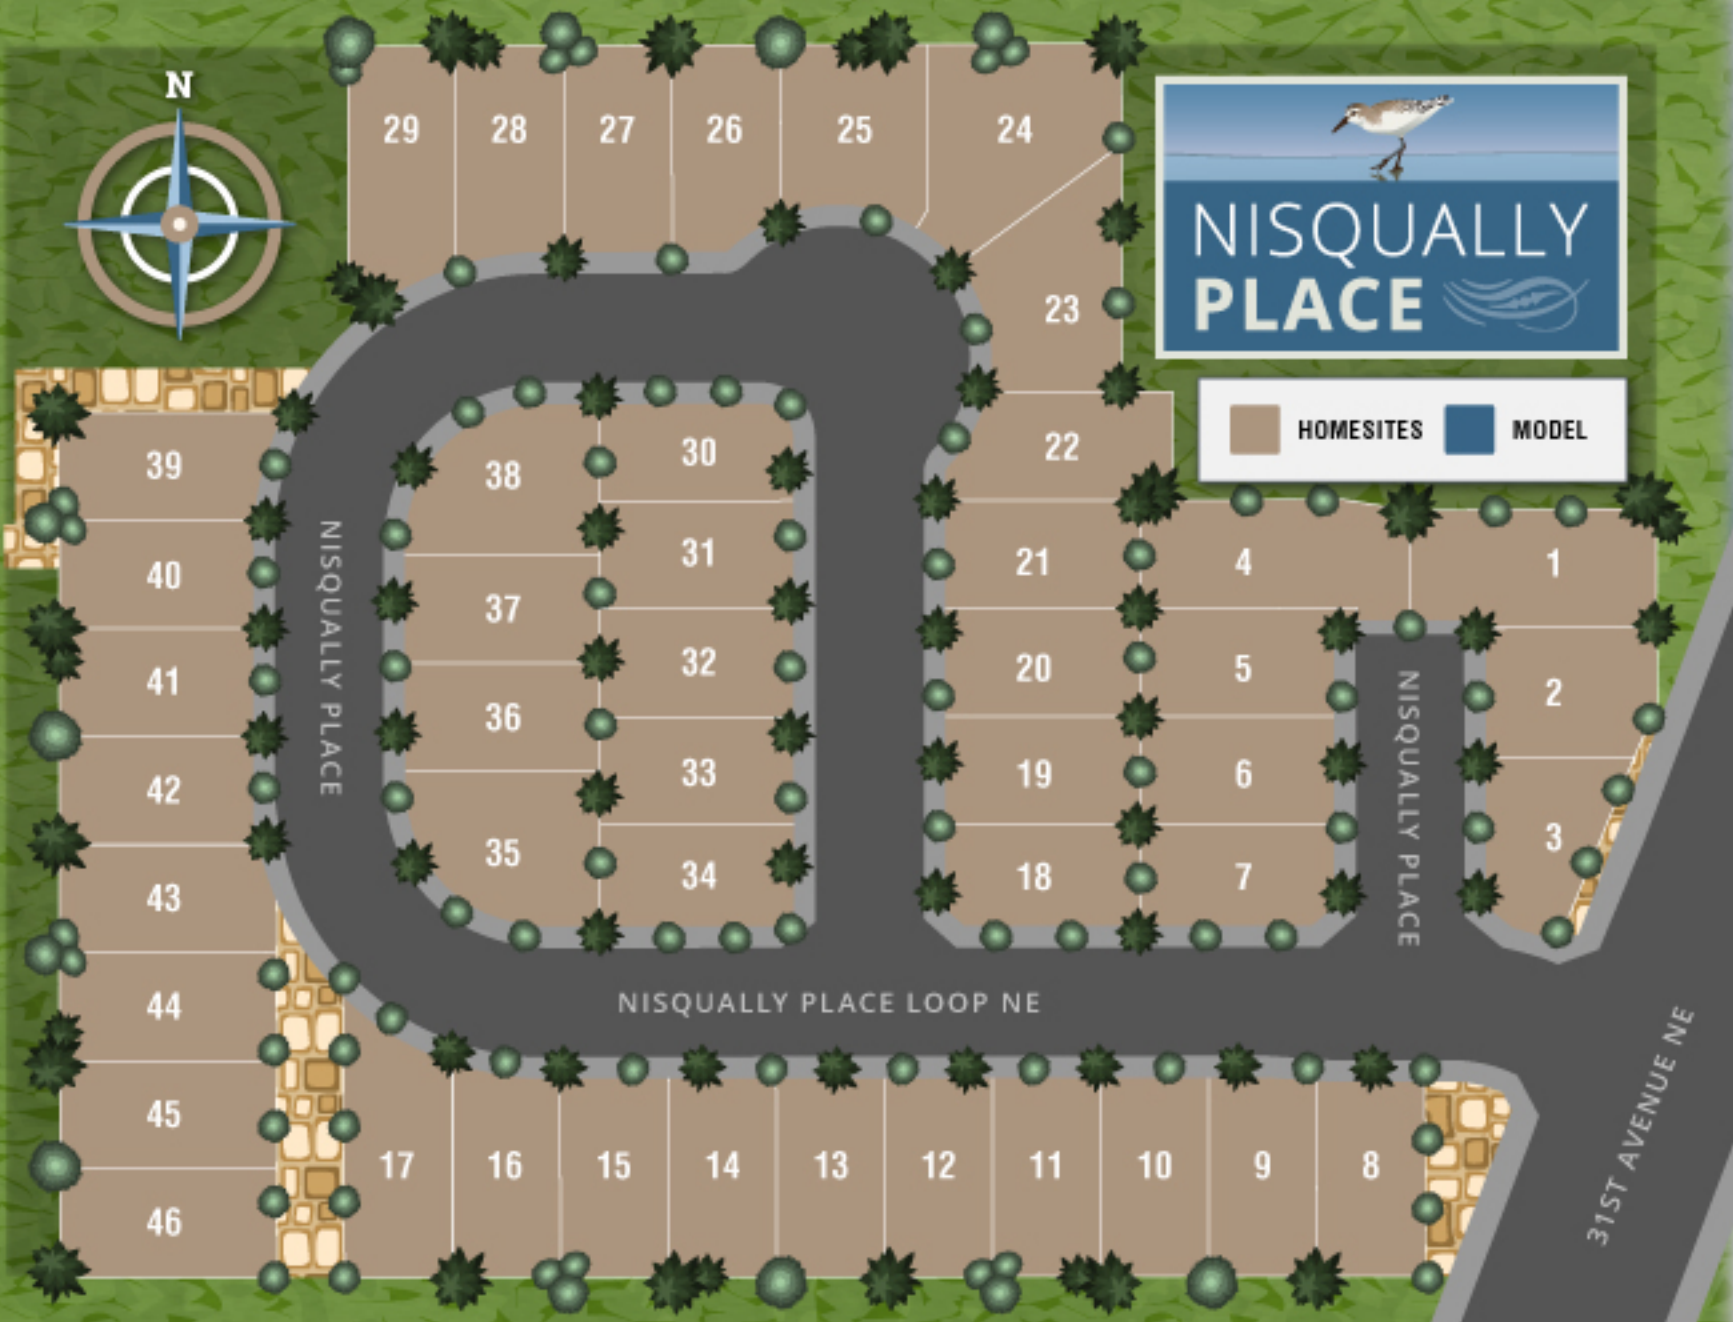 N
29 28 27 26 25 24
NISQUALLY
PLACE
23
HOMESITES MODEL
22
39 38 30
40 31 21 4 1
37
41 32 20 5 2
36
42 33 19 6
35 3
43 34 18 7
NISQUALLY PLACE
NISQUALLY PLACE
44
NISQUALLY PLACE LOOP NE
31ST AVENUE NE
45
17 16 15 14 13 12 11 10 9 8
46